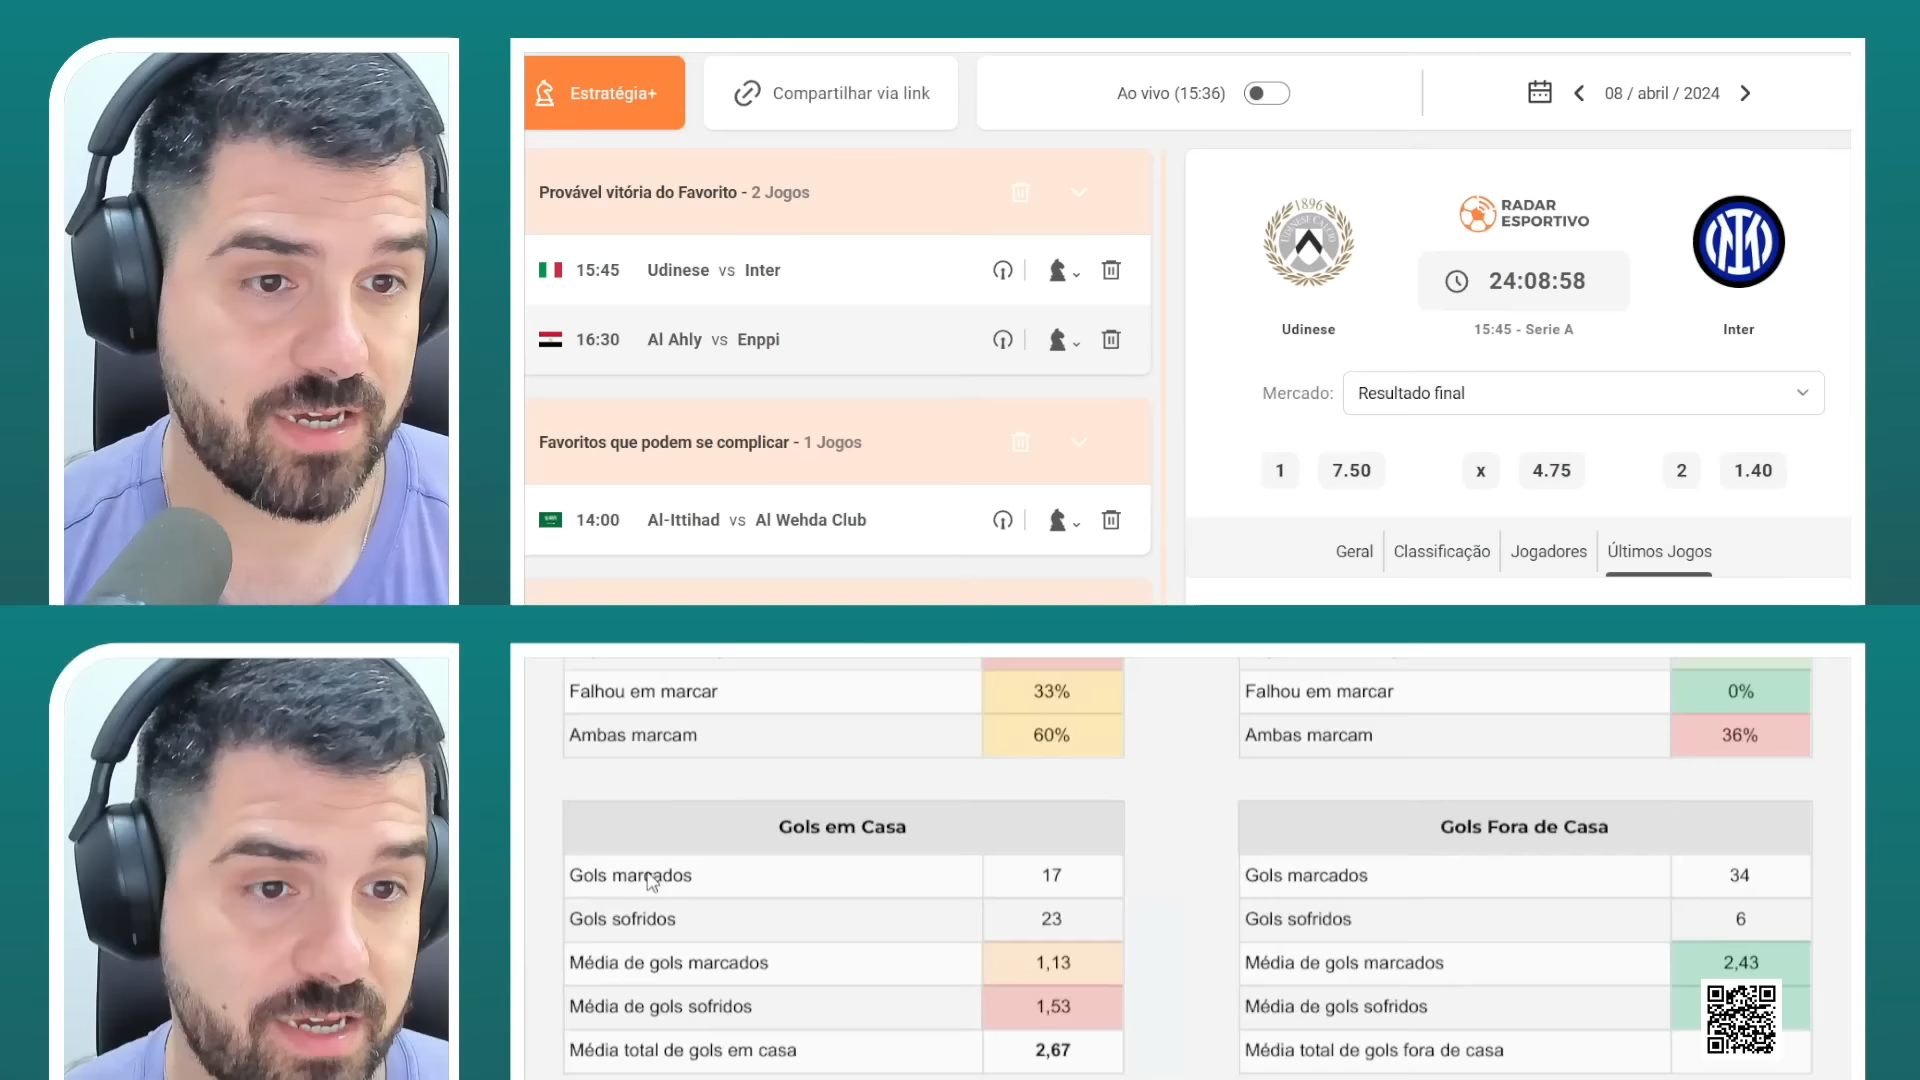 Estratégia+
Compartilhar via link
Ao vivo (15:36)
08 / abril / 2024
Provável vitória do Favorito - 2 Jogos
15:45 Udinese vs Inter
16:30 Al Ahly vs Enppi
Favoritos que podem se complicar - 1 Jogos
14:00 Al-Ittihad vs Al Wehda Club
1896
UDINESE CALCIO
RADAR
ESPORTIVO
24:08:58
Udinese
15:45 - Serie A
Inter
Mercado: Resultado final
1 7.50 x 4.75 2 1.40
Geral Classificação Jogadores Últimos Jogos
Falhou em marcar 33%
Ambas marcam 60%
Gols em Casa
Gols marcados 17
Gols sofridos 23
Média de gols marcados 1,13
Média de gols sofridos 1,53
Média total de gols em casa 2,67
Falhou em marcar 0%
Ambas marcam 36%
Gols Fora de Casa
Gols marcados 34
Gols sofridos 6
Média de gols marcados 2,43
Média de gols sofridos
Média total de gols fora de casa